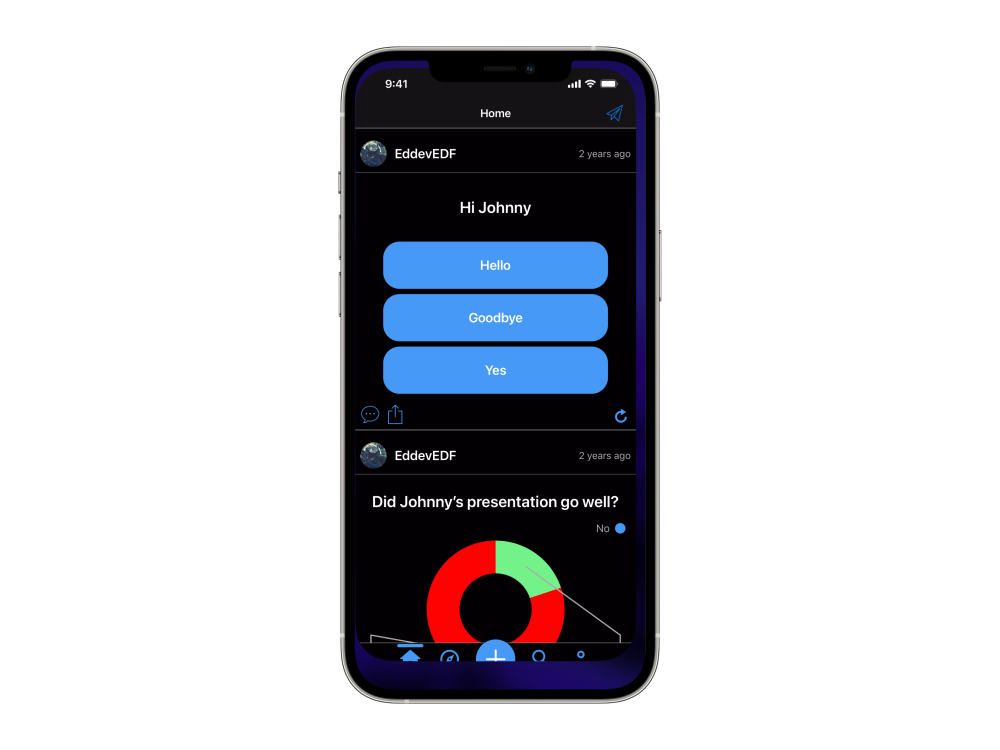 9:41
Home
EddevEDF
2 years ago
Hi Johnny
Hello
Goodbye
Yes
EddevEDF
2 years ago
Did Johnny’s presentation go well?
No